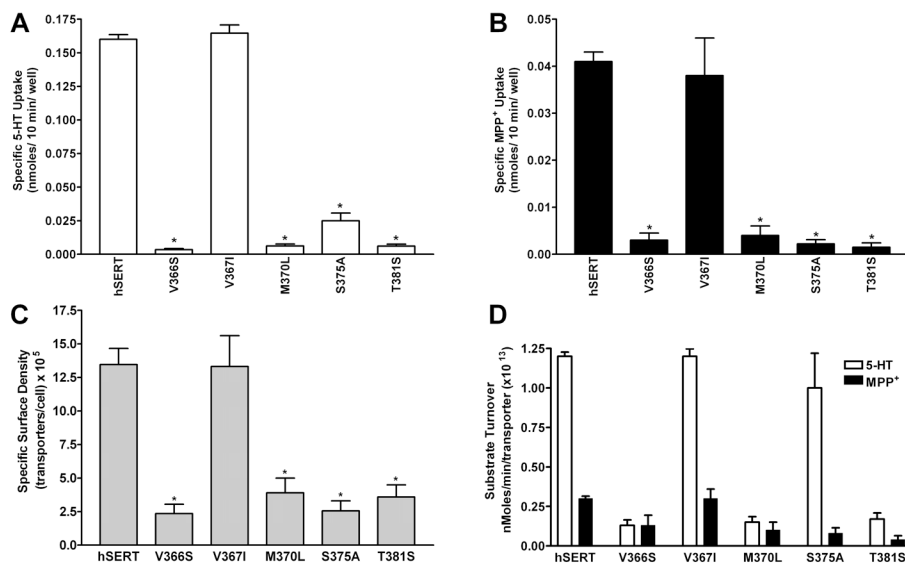 A
Specific 5-HT Uptake
(nmoles/ 10 min/ well)
0.175
0.150
0.125
0.100
0.075
0.050
0.025
0.000
*
*
*
*
hSERT
V366S
V367I
M370L
S375A
T381S
B
Specific MPP+ Uptake
(nmoles/ 10 min/ well)
0.05
0.04
0.03
0.02
0.01
0.00
*
*
*
*
hSERT
V366S
V367I
M370L
S375A
T381S
C
Specific Surface Density
(transporters/cell) x 10^5
17.5
15.0
12.5
10.0
7.5
5.0
2.5
0.0
*
*
*
*
hSERT V366S V367I M370L S375A T381S
D
Substrate Turnover
nMoles/min/transporter (x10 ^13)
1.25
1.00
0.75
0.50
0.25
0.00
5-HT
MPP+
hSERT V366S V367I M370L S375A T381S